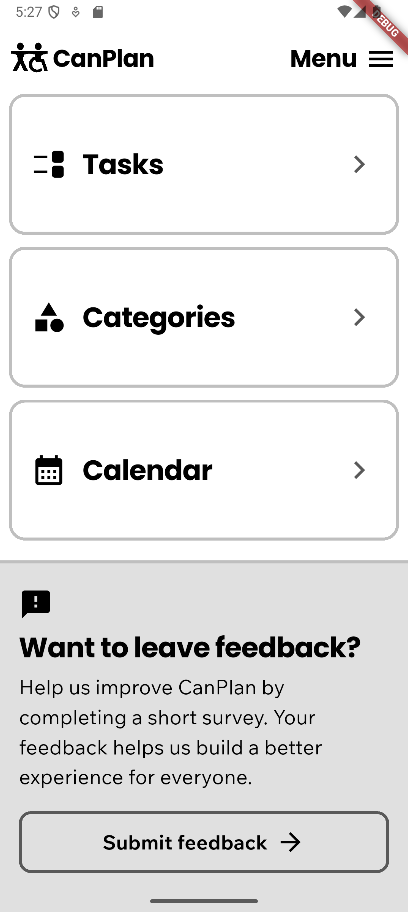 5:27
DEBUG
CanPlan
Menu
Tasks
Categories
Calendar
Want to leave feedback?
Help us improve CanPlan by
completing a short survey. Your
feedback helps us build a better
experience for everyone.
Submit feedback